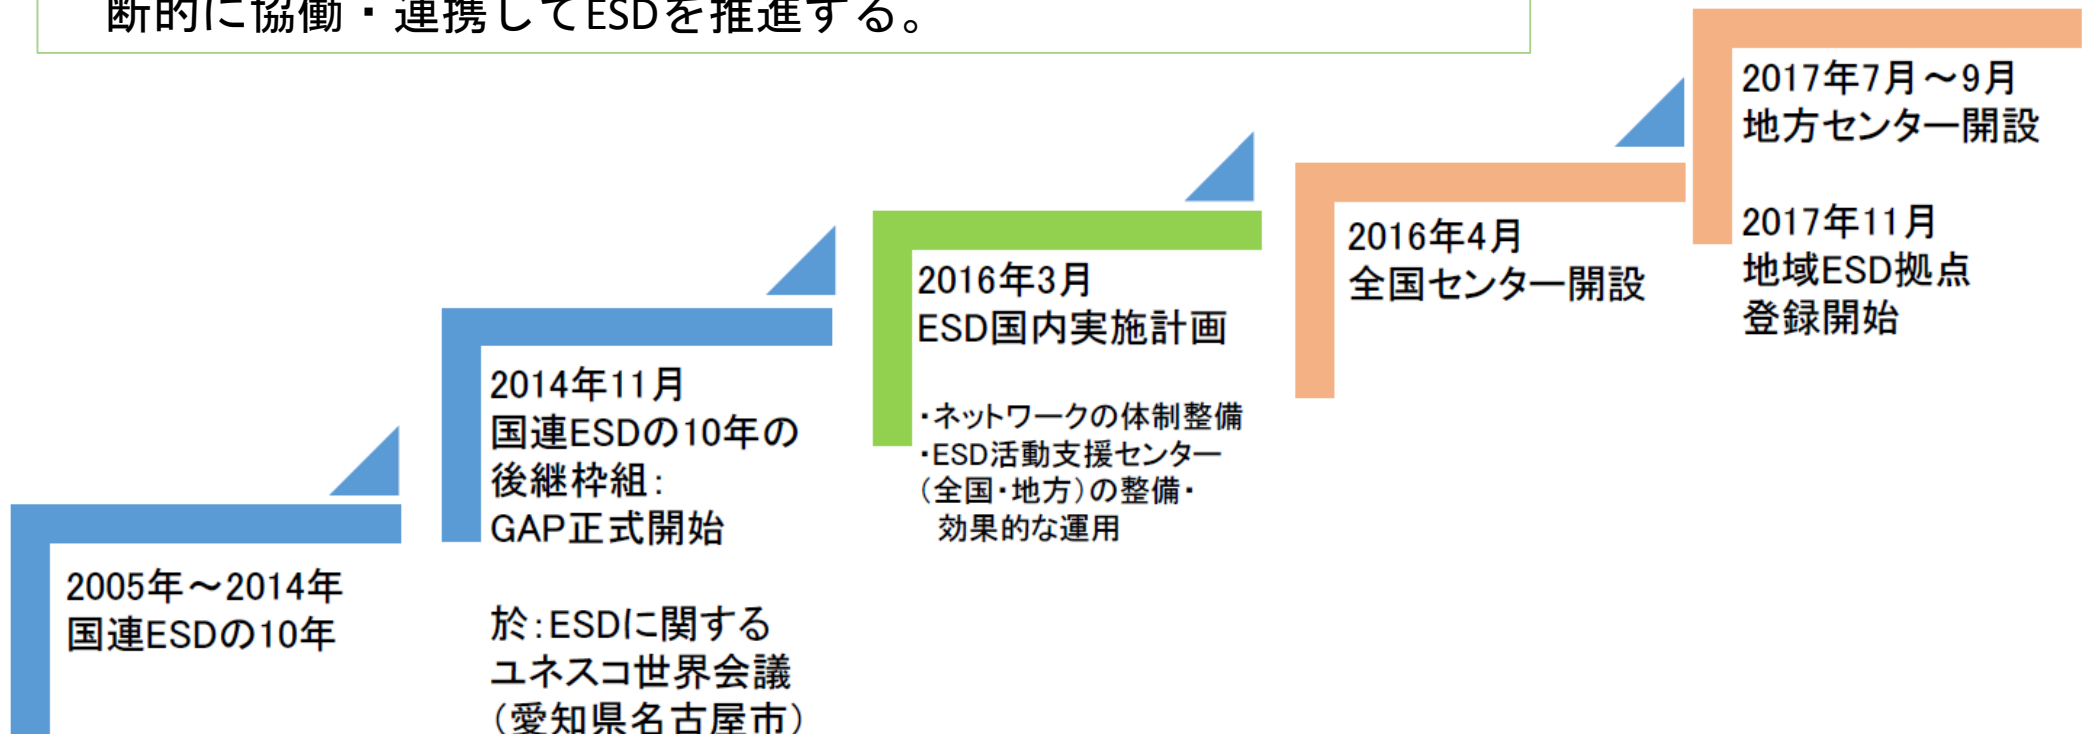 断的に協働・連携してESDを推進する。
2005年～2014年
国連ESDの10年
2014年11月
国連ESDの10年の
後継枠組：
GAP正式開始
於：ESDに関する
ユネスコ世界会議
（愛知県名古屋市）
2016年3月
ESD国内実施計画
・ネットワークの体制整備
・ESD活動支援センター
（全国・地方）の整備・
効果的な運用
2016年4月
全国センター開設
2017年7月～9月
地方センター開設
2017年11月
地域ESD拠点
登録開始